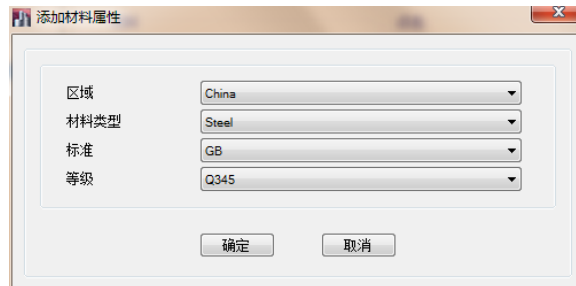 添加材料属性
区域 China
材料类型 Steel
标准 GB
等级 Q345
确定 取消